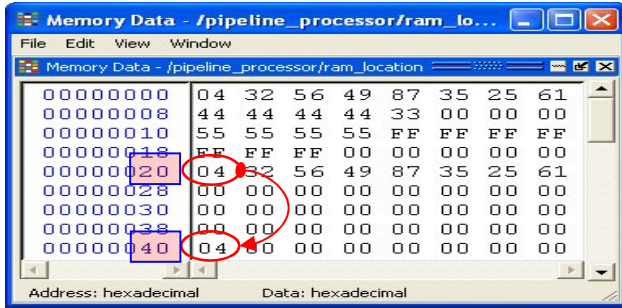 Memory Data - /pipeline_processor/ram_lo...
File Edit View Window
Memory Data - /pipeline_processor/ram_location
00000000 04 32 56 49 87 35 25 61
00000008 44 44 44 44 33 00 00 00
00000010 55 55 55 55 FF FF FF FF
00000018 FF FF FF 00 00 00 00 00
00000020 04 32 56 49 87 35 25 61
00000028 00 00 00 00 00 00 00 00
00000030 00 00 00 00 00 00 00 00
00000038 00 00 00 00 00 00 00 00
00000040 04 00 00 00 00 00 00 00
Address: hexadecimal Data: hexadecimal